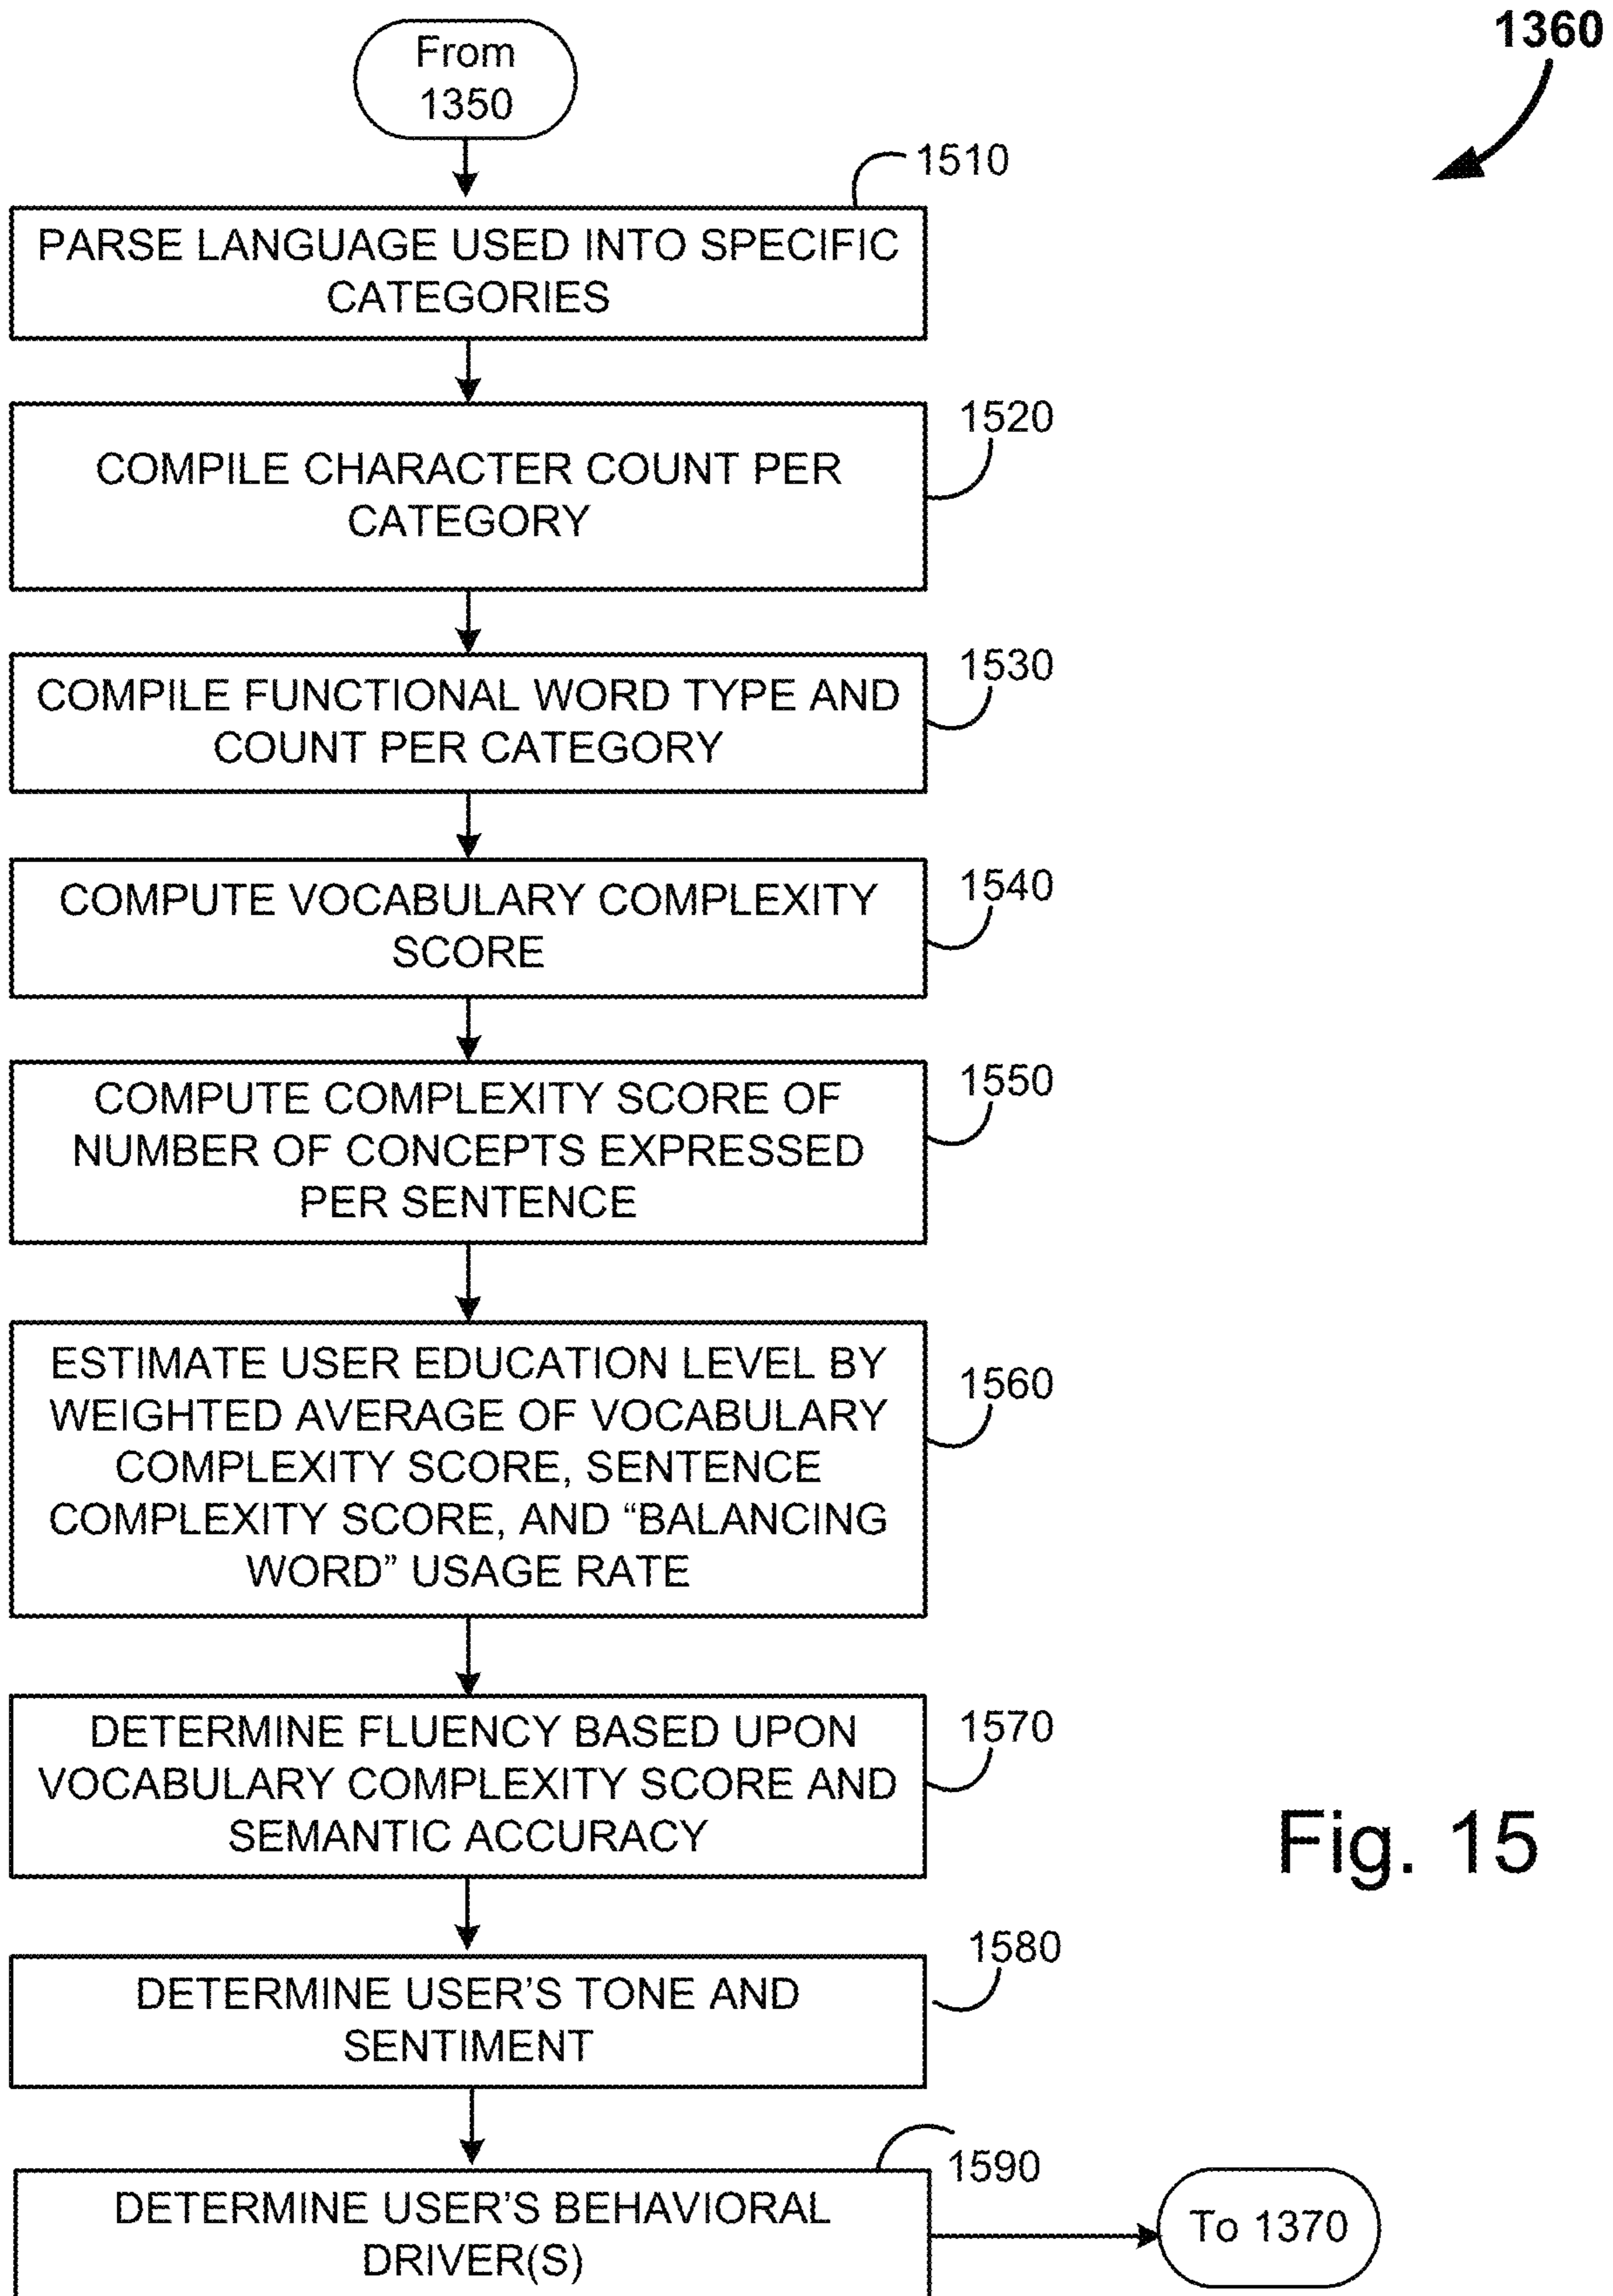 1360
From
1350
1510
PARSE LANGUAGE USED INTO SPECIFIC
CATEGORIES
1520
COMPILE CHARACTER COUNT PER
CATEGORY
1530
COMPILE FUNCTIONAL WORD TYPE AND
COUNT PER CATEGORY
1540
COMPUTE VOCABULARY COMPLEXITY
SCORE
1550
COMPUTE COMPLEXITY SCORE OF
NUMBER OF CONCEPTS EXPRESSED
PER SENTENCE
1560
ESTIMATE USER EDUCATION LEVEL BY
WEIGHTED AVERAGE OF VOCABULARY
COMPLEXITY SCORE, SENTENCE
COMPLEXITY SCORE, AND “BALANCING
WORD” USAGE RATE
1570
DETERMINE FLUENCY BASED UPON
VOCABULARY COMPLEXITY SCORE AND
SEMANTIC ACCURACY
Fig. 15
1580
DETERMINE USER’S TONE AND
SENTIMENT
1590
DETERMINE USER’S BEHAVIORAL
DRIVER(S)
To 1370